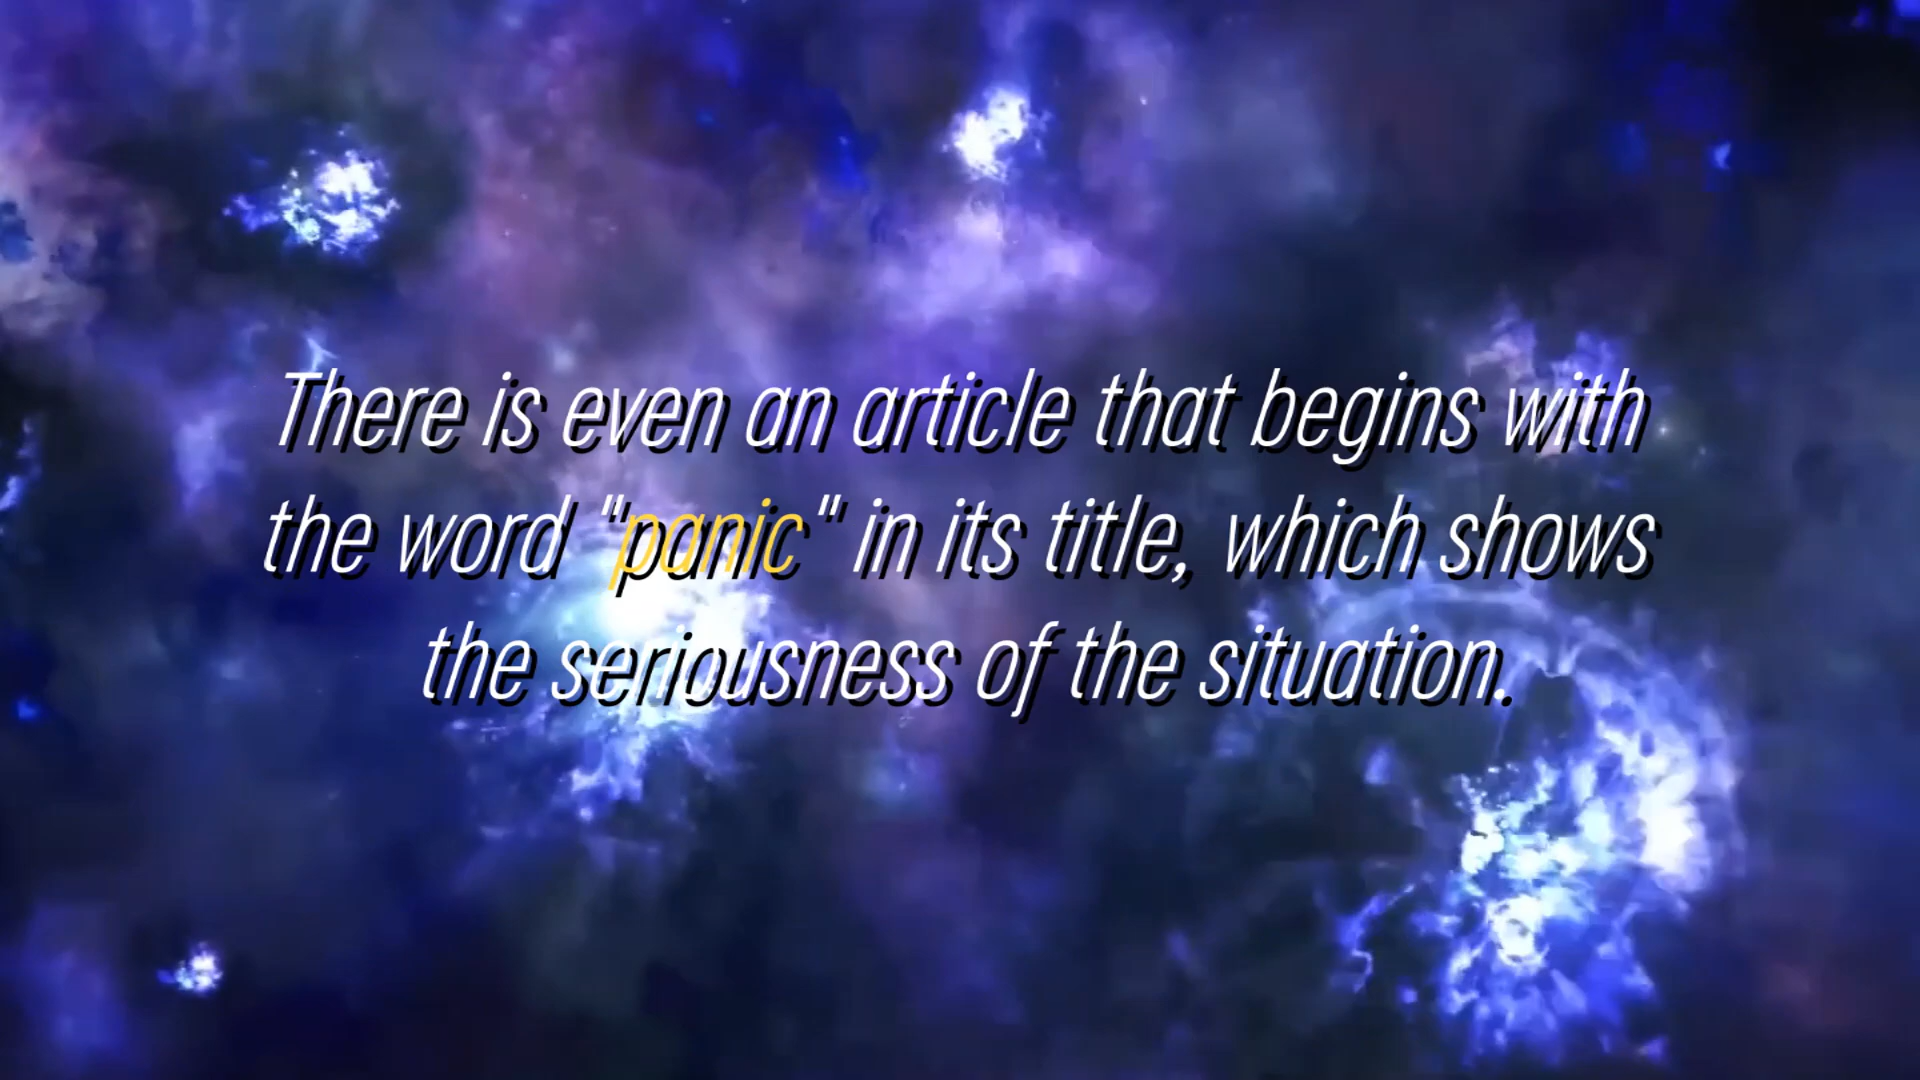 There is even an article that begins with
the word "panic" in its title, which shows
the seriousness of the situation.